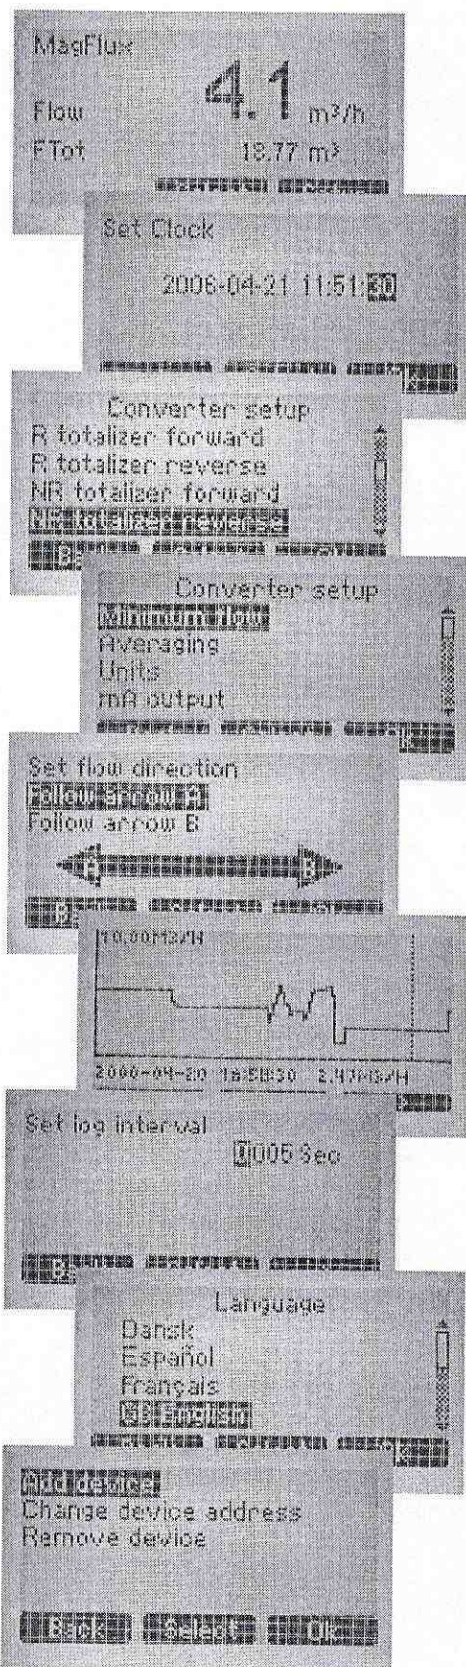 MagFlux
4.1 m³/h
Flow
FTot 18.77 m³
Set Clock
2006-04-21 11:51:30
Converter setup
R totalizer forward
R totalizer reverse
NR totalizer forward
NR totalizer reverse
Converter setup
Minimum flow
Averaging
Units
mA output
Set flow direction
Follow arrow A
Follow arrow B
A B
10.00M3/H
2006-04-20 16:58:30 2.47M3/H
Set log interval
0005 Sec
Language
Dansk
Español
Français
GB English
Add device
Change device address
Remove device
Back Select Ok